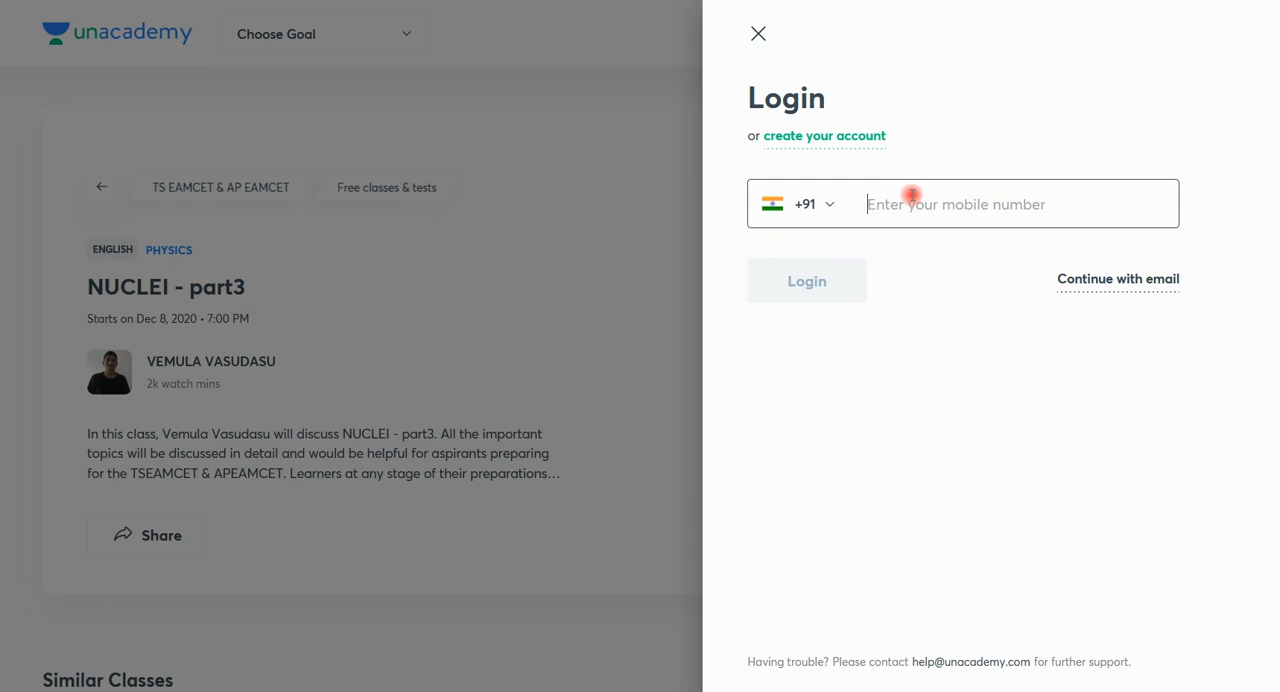 unacademy
Choose Goal
TS EAMCET & AP EAMCET
Free classes & tests
ENGLISH
PHYSICS
NUCLEI - part3
Starts on Dec 8, 2020 • 7:00 PM
VEMULA VASUDASU
2k watch mins
In this class, Vemula Vasudasu will discuss NUCLEI - part3. All the important
topics will be discussed in detail and would be helpful for aspirants preparing
for the TSEAMCET & APEAMCET. Learners at any stage of their preparations...
Share
Similar Classes
Login
or create your account
+91
Enter your mobile number
Login
Continue with email
Having trouble? Please contact help@unacademy.com for further support.